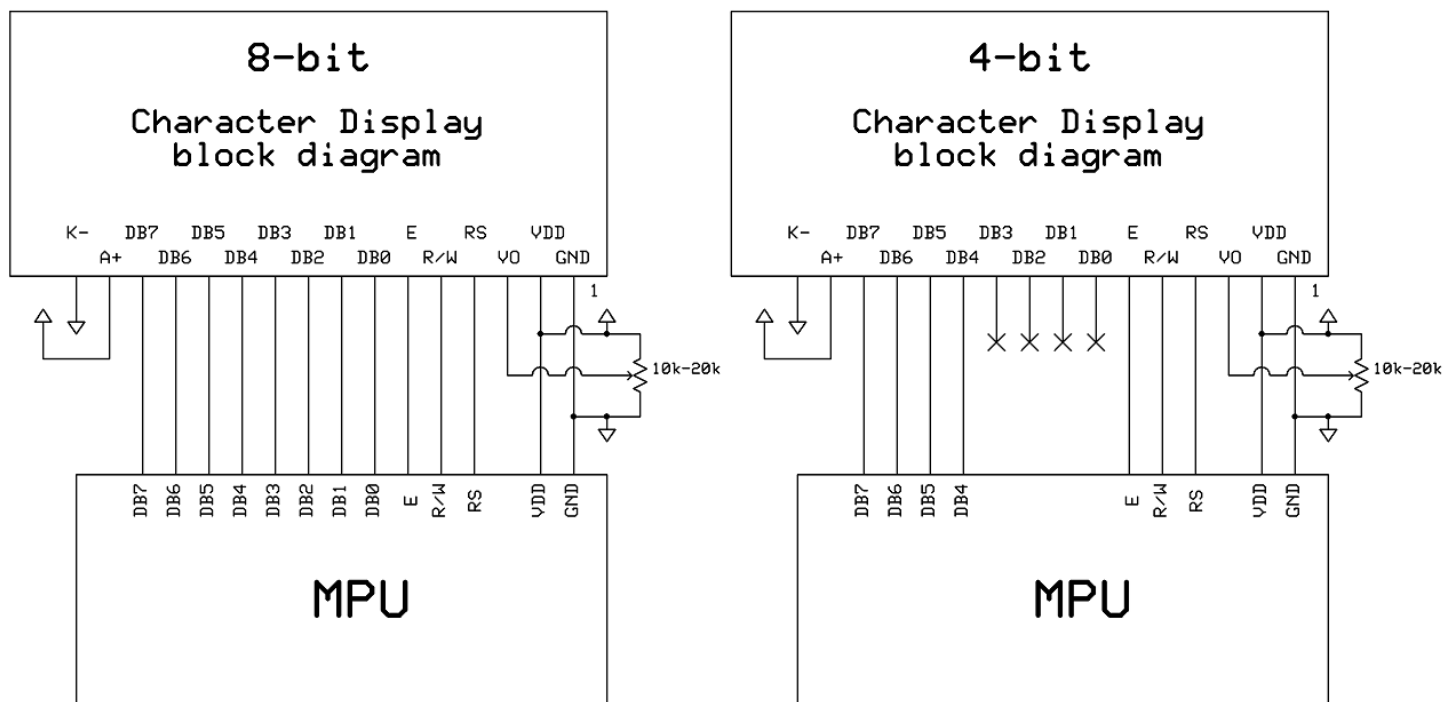 8-bit
Character Display
block diagram
K- DB7 DB5 DB3 DB1 E RS VDD
A+ DB6 DB4 DB2 DB0 R/W VO GND
1
10k-20k
DB7 DB6 DB5 DB4 DB3 DB2 DB1 DB0 E R/W RS VDD GND
MPU
4-bit
Character Display
block diagram
K- DB7 DB5 DB3 DB1 E RS VDD
A+ DB6 DB4 DB2 DB0 R/W VO GND
1
10k-20k
DB7 DB6 DB5 DB4 E R/W RS VDD GND
MPU